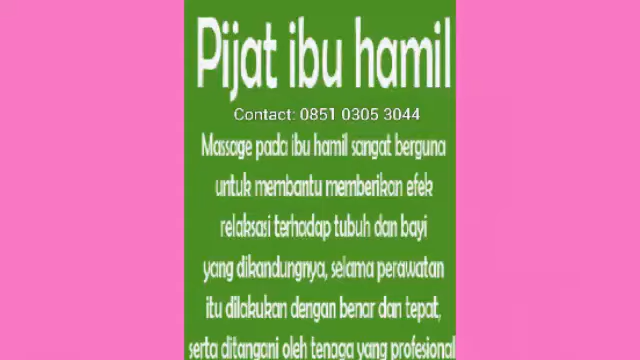 Pijat ibu hamil
Contact: 0851 0305 3044
Massage pada ibu hamil sangat berguna
untuk membantu memberikan efek
relaksasi terhadap tubuh dan bayi
yang dikandungnya, selama perawatan
itu dilakukan dengan benar dan tepat,
serta ditangani oleh tenaga yang profesional